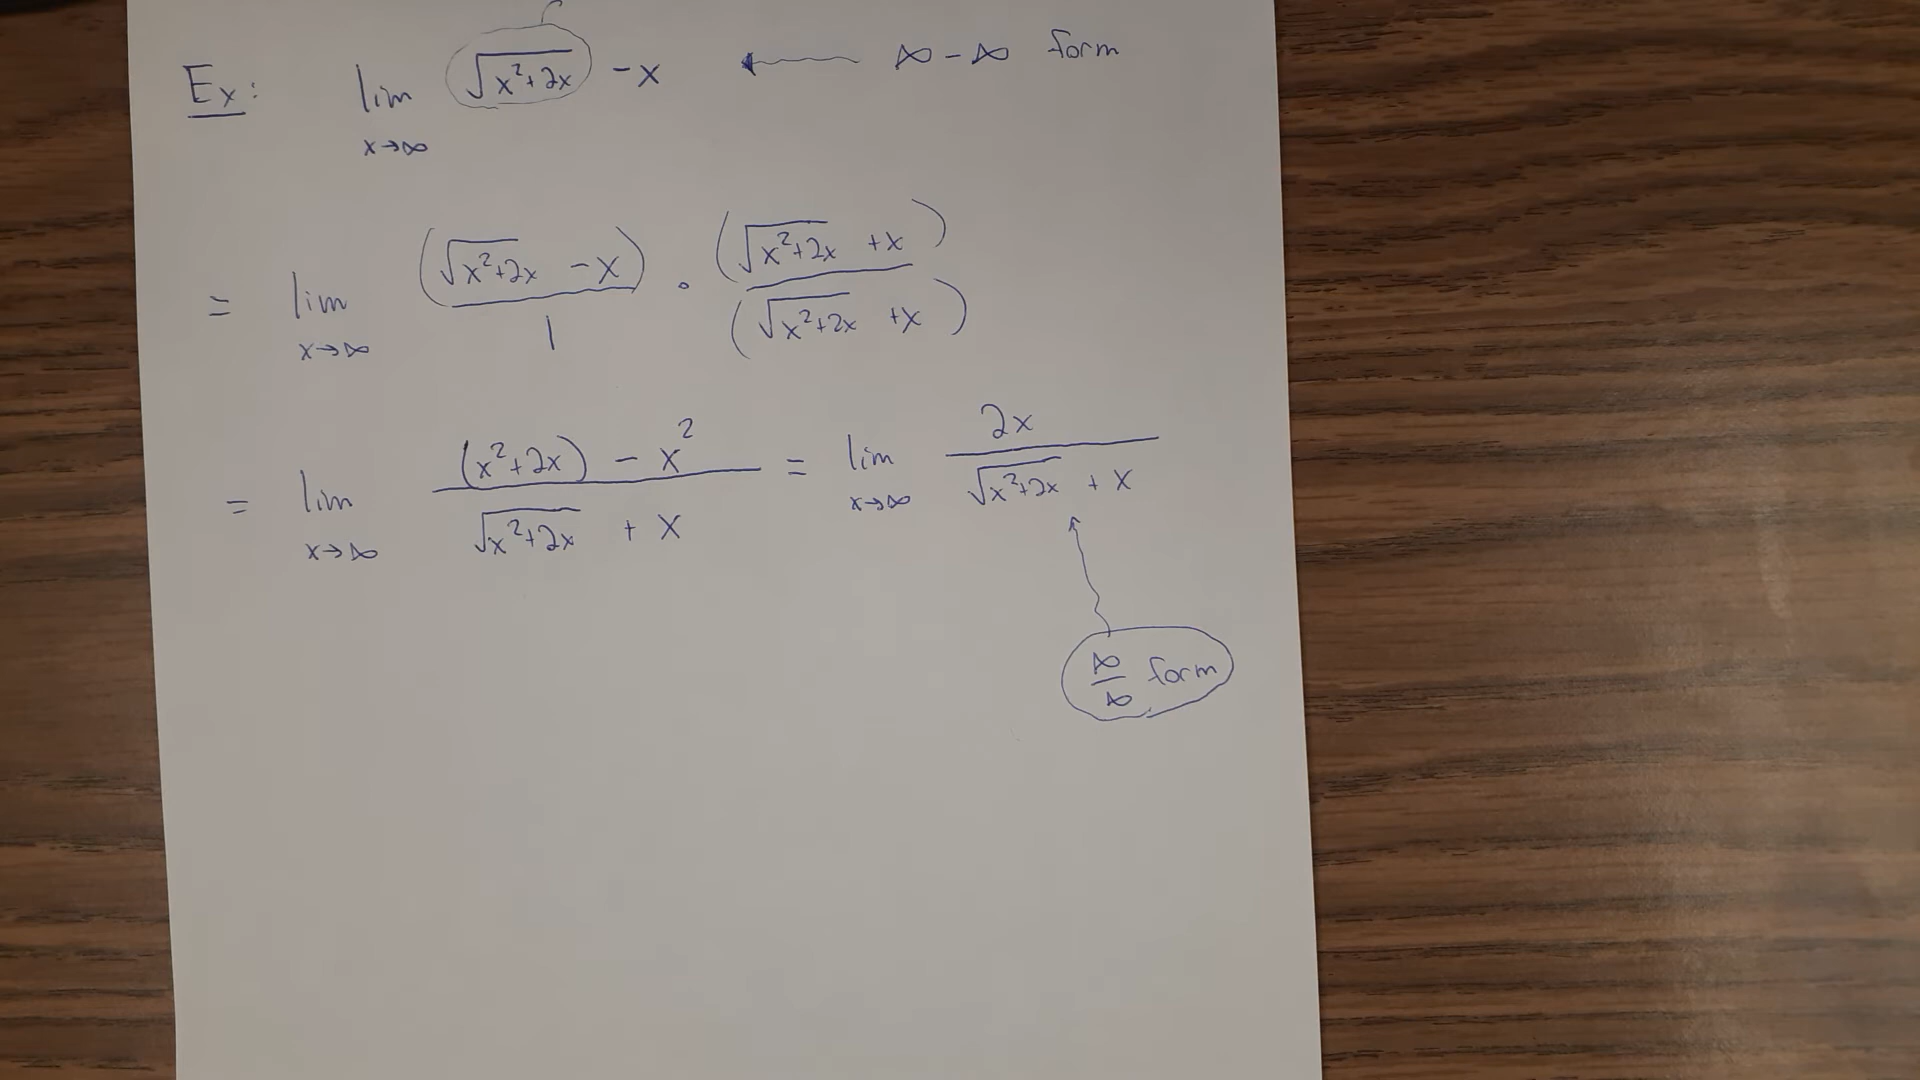 Ex: lim x→∞ √(x²+2x) - x ← ∞ - ∞ form
= lim x→∞ (√(x²+2x) - x)/1 · (√(x²+2x) + x)/(√(x²+2x) + x)
= lim x→∞ ((x²+2x) - x²)/(√(x²+2x) + x) = lim x→∞ 2x/(√(x²+2x) + x)
∞/∞ form